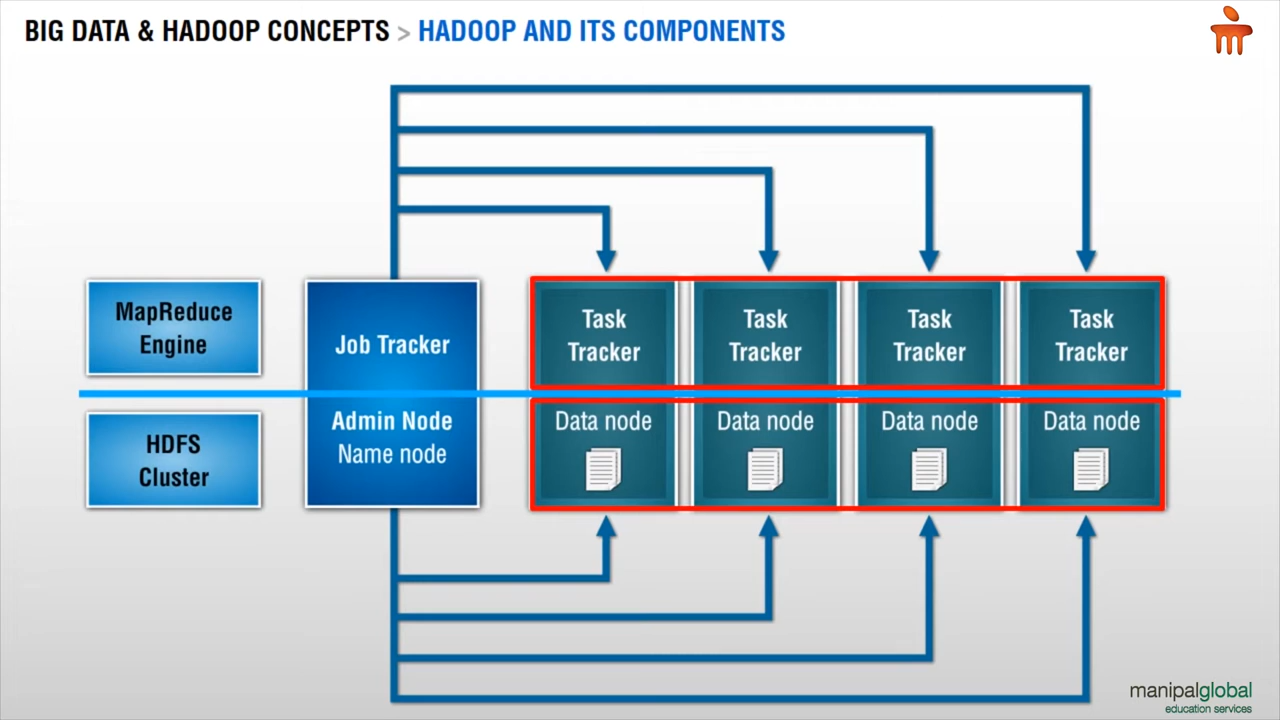 BIG DATA & HADOOP CONCEPTS > HADOOP AND ITS COMPONENTS
MapReduce
Engine
Job Tracker
Task
Tracker
Task
Tracker
Task
Tracker
Task
Tracker
HDFS
Cluster
Admin Node
Name node
Data node
Data node
Data node
Data node
manipalglobal
education services